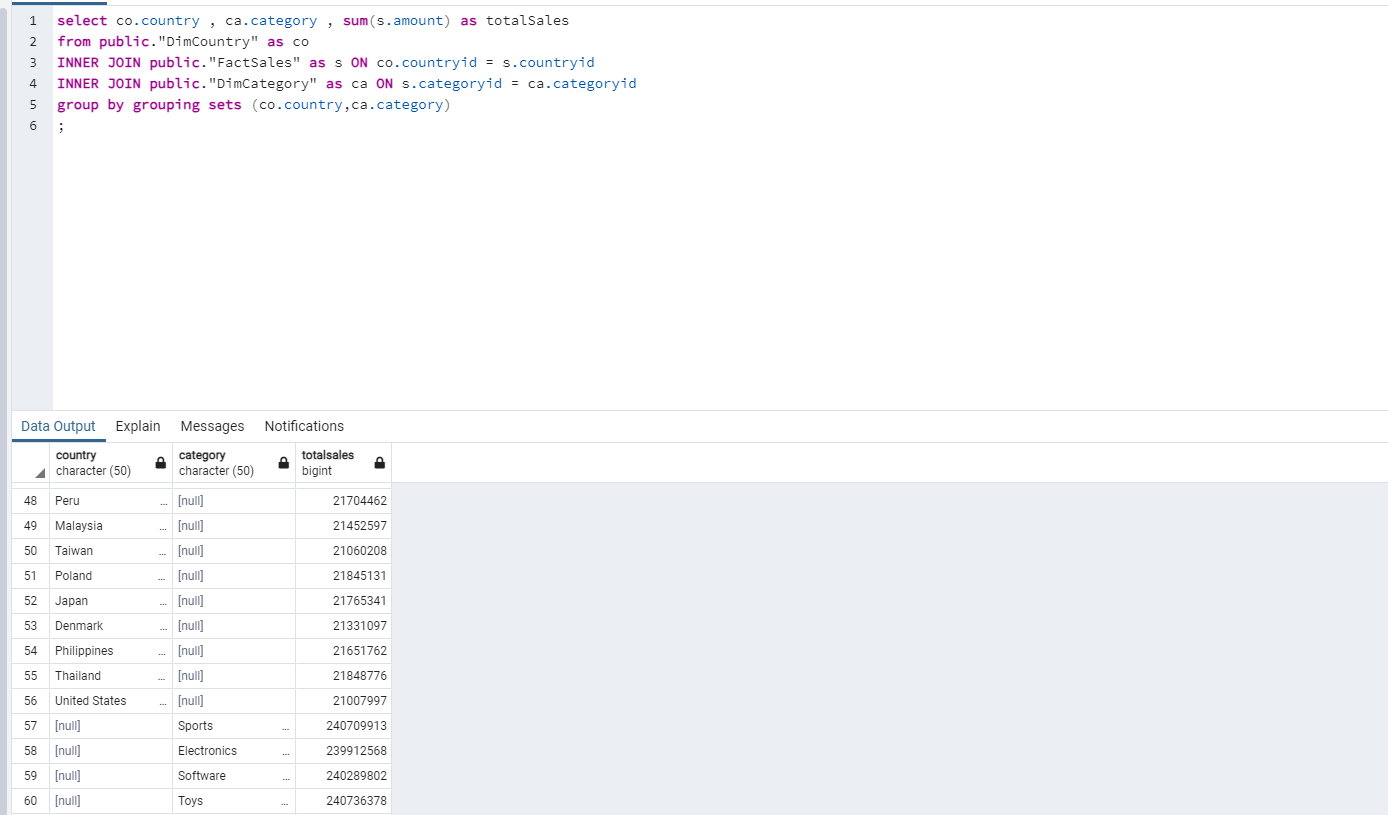 1 select co.country , ca.category , sum(s.amount) as totalSales
2 from public."DimCountry" as co
3 INNER JOIN public."FactSales" as s ON co.countryid = s.countryid
4 INNER JOIN public."DimCategory" as ca ON s.categoryid = ca.categoryid
5 group by grouping sets (co.country,ca.category)
6 ;
Data Output Explain Messages Notifications
country category totalsales
character (50) character (50) bigint
48 Peru ... [null] 21704462
49 Malaysia ... [null] 21452597
50 Taiwan ... [null] 21060208
51 Poland ... [null] 21845131
52 Japan ... [null] 21765341
53 Denmark ... [null] 21331097
54 Philippines ... [null] 21651762
55 Thailand ... [null] 21848776
56 United States ... [null] 21007997
57 [null] Sports ... 240709913
58 [null] Electronics ... 239912568
59 [null] Software ... 240289802
60 [null] Toys ... 240736378